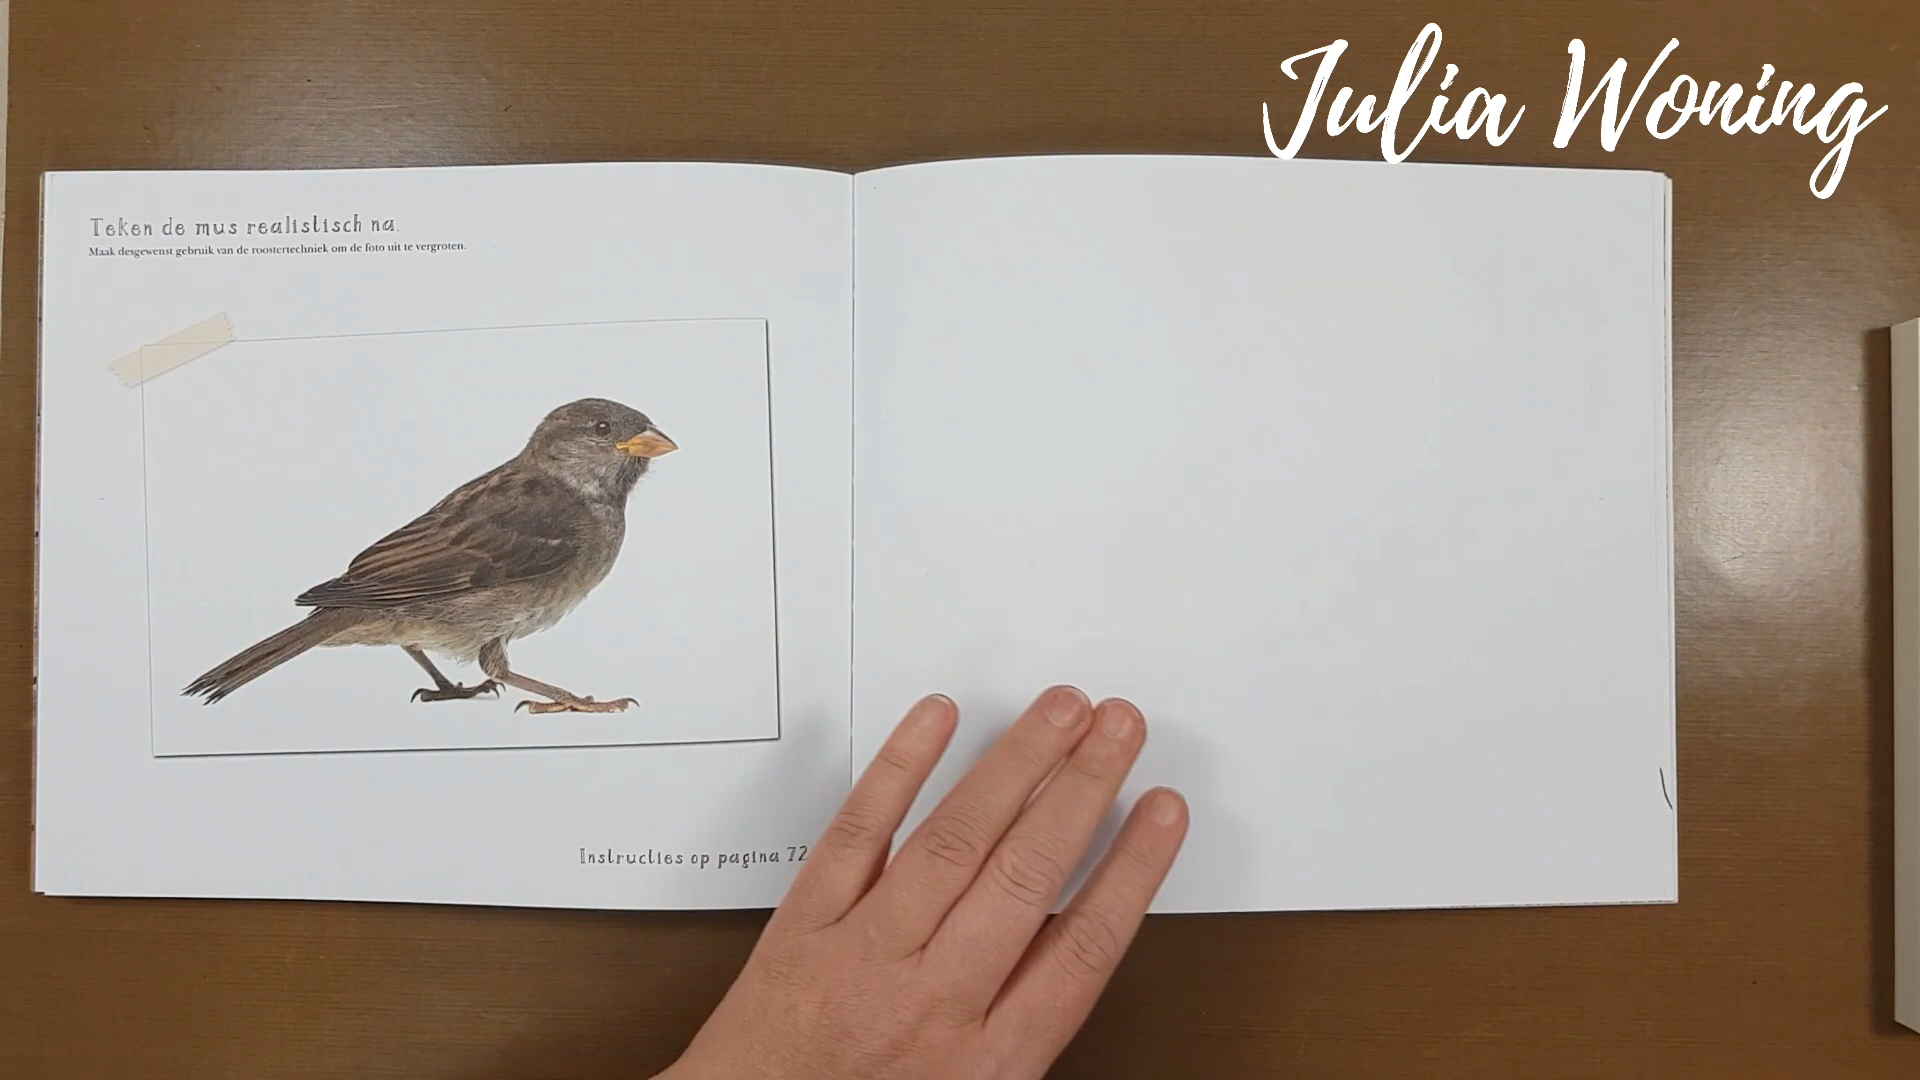 Julia Woning
Teken de mus realistisch na.
Maak desgewenst gebruik van de roostertechniek om de foto uit te vergroten.
Instructies op pagina 72